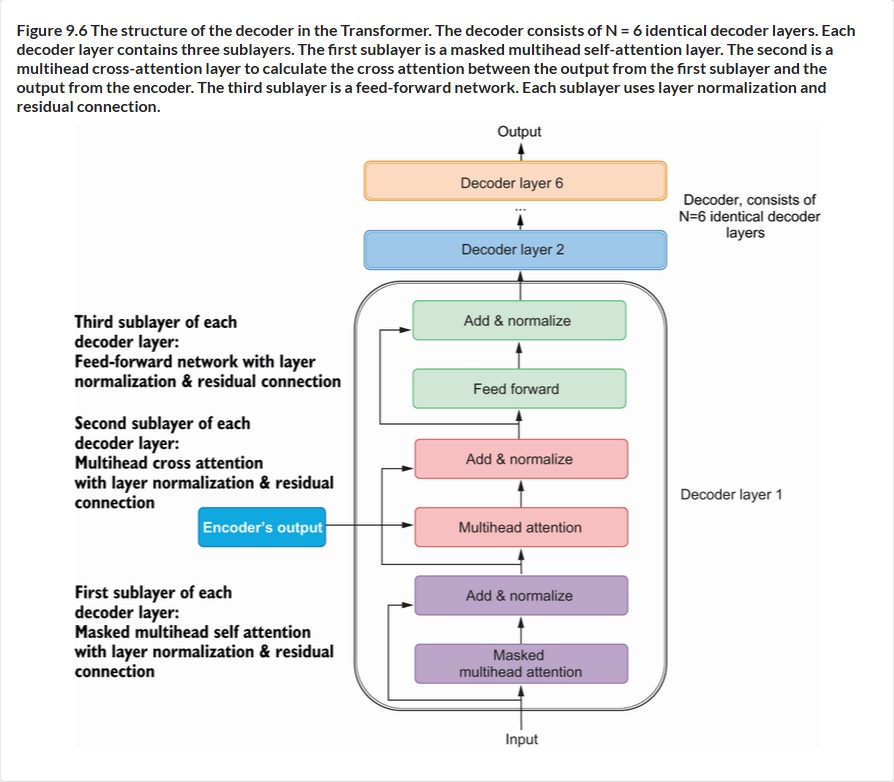 Figure 9.6 The structure of the decoder in the Transformer. The decoder consists of N = 6 identical decoder layers. Each
decoder layer contains three sublayers. The first sublayer is a masked multihead self-attention layer. The second is a
multihead cross-attention layer to calculate the cross attention between the output from the first sublayer and the
output from the encoder. The third sublayer is a feed-forward network. Each sublayer uses layer normalization and
residual connection.
Output
Decoder layer 6
Decoder, consists of
N=6 identical decoder
layers
...
Decoder layer 2
Third sublayer of each
decoder layer:
Feed-forward network with layer
normalization & residual connection
Add & normalize
Feed forward
Second sublayer of each
decoder layer:
Multihead cross attention
with layer normalization & residual
connection
Add & normalize
Decoder layer 1
Encoder's output
Multihead attention
First sublayer of each
decoder layer:
Masked multihead self attention
with layer normalization & residual
connection
Add & normalize
Masked
multihead attention
Input